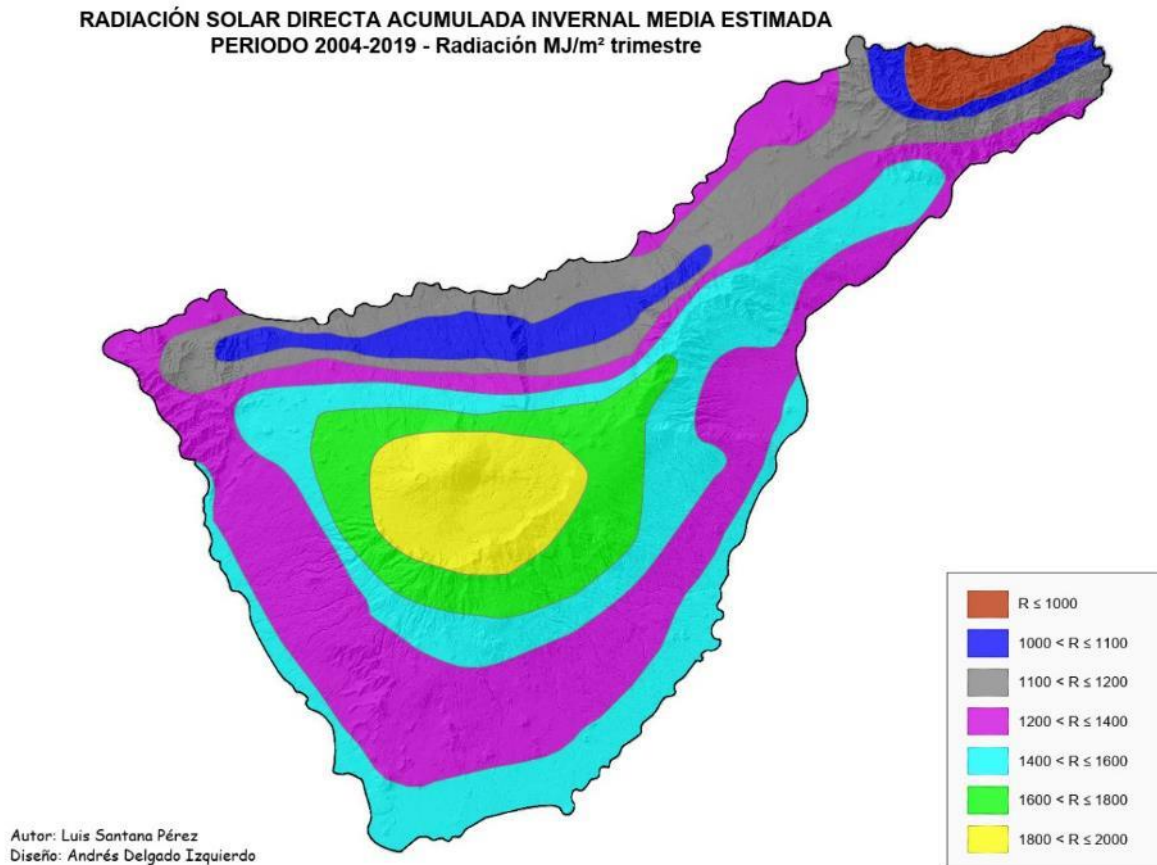 RADIACIÓN SOLAR DIRECTA ACUMULADA INVERNAL MEDIA ESTIMADA
PERIODO 2004-2019 - Radiación MJ/m² trimestre
R ≤ 1000
1000 < R ≤ 1100
1100 < R ≤ 1200
1200 < R ≤ 1400
1400 < R ≤ 1600
1600 < R ≤ 1800
1800 < R ≤ 2000
Autor: Luis Santana Pérez
Diseño: Andrés Delgado Izquierdo